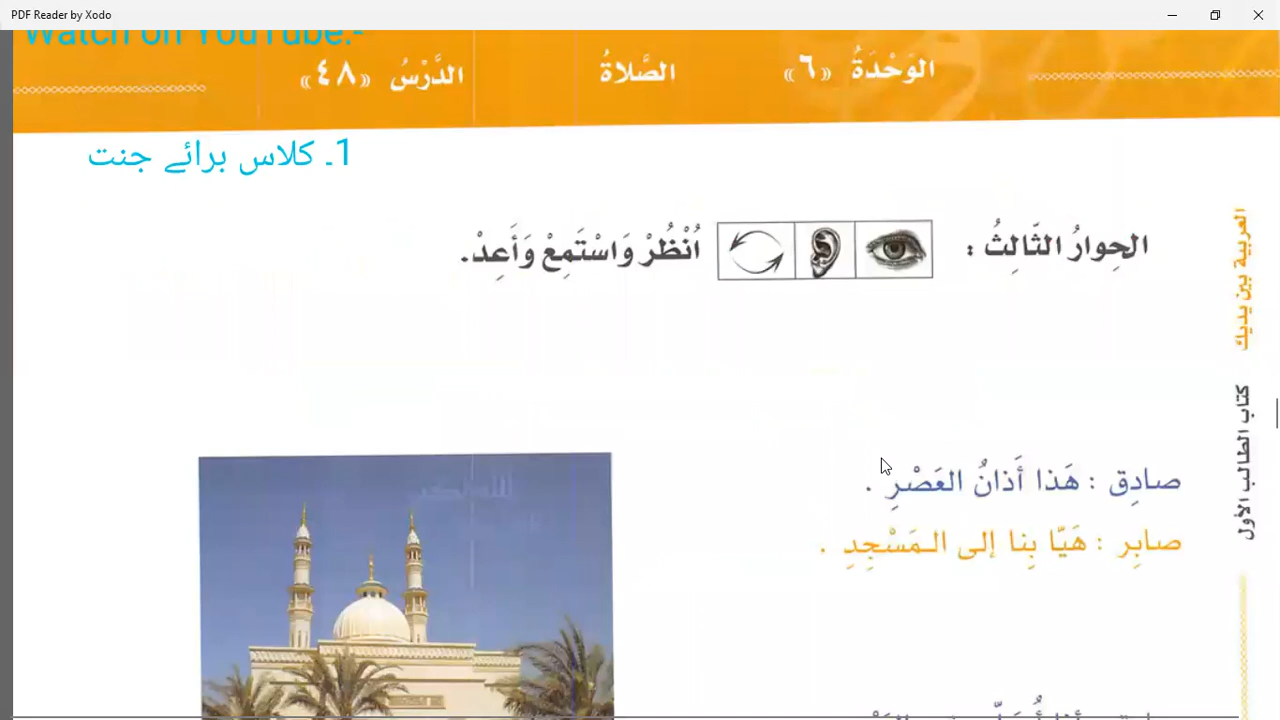 PDF Reader by Xodo
Watch on YouTube:-
الوَحْدَةُ «٦» الصَّلاةُ الدَّرْسُ «٤٨»
1۔ کلاس برائے جنت
الحِوارُ الثّالِثُ : اُنْظُرْ وَاسْتَمِعْ وَأَعِدْ.
العربية بين يديك
كتاب الطالب الأول
صادِق : هَذا أَذانُ العَصْرِ .
صابِر : هَيّا بِنا إلى الـمَسْجِدِ .